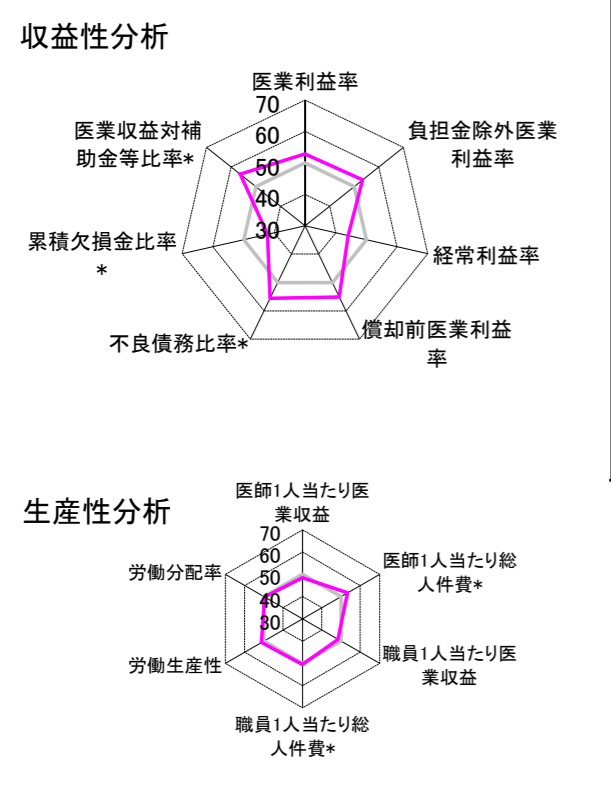 収益性分析
医業利益率
70
60
50
40
30
負担金除外医業
利益率
経常利益率
償却前医業利益
率
不良債務比率*
累積欠損金比率
*
医業収益対補
助金等比率*
生産性分析
医師1人当たり医
業収益
70
60
50
40
30
医師1人当たり総
人件費*
職員1人当たり医
業収益
職員1人当たり総
人件費*
労働生産性
労働分配率